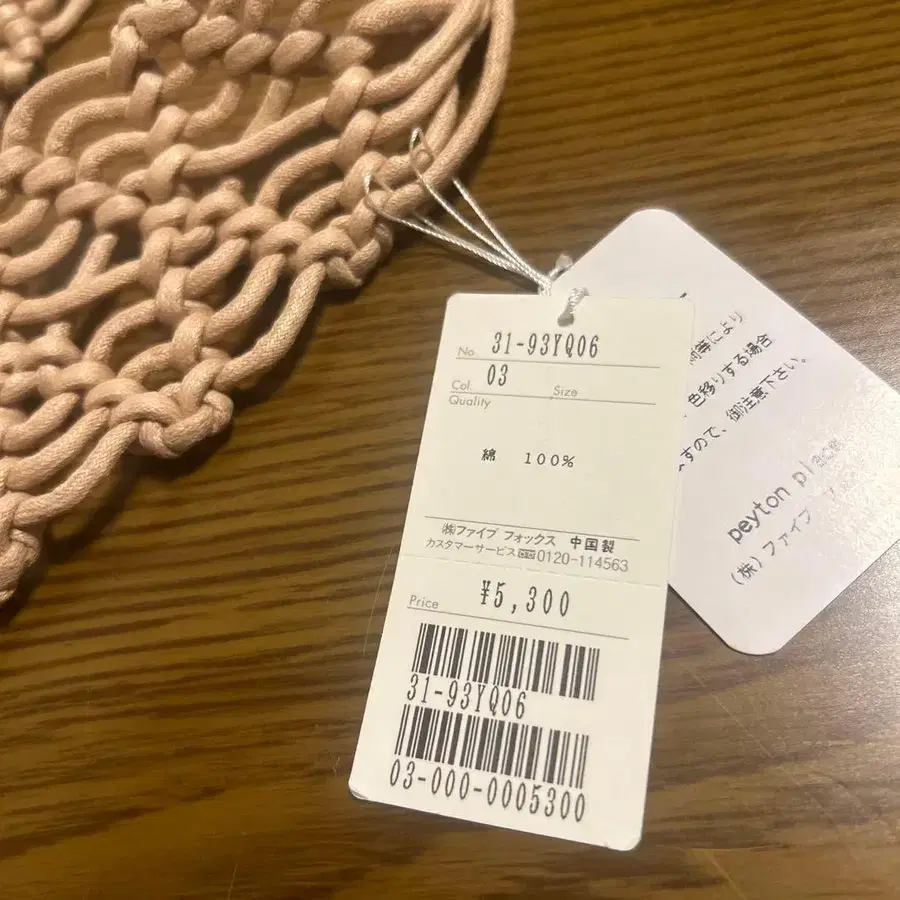 No. 31-93YQ06
Col. 03 Size
Quality
綿 100%
㈱ファイブ フォックス 中国製
カスタマーサービス 0120-114563
Price ¥5,300
31-93YQ06
03-000-0005300
により
色移りする場合
ますので、御注意下さい。
peyton place
(株)ファイブ